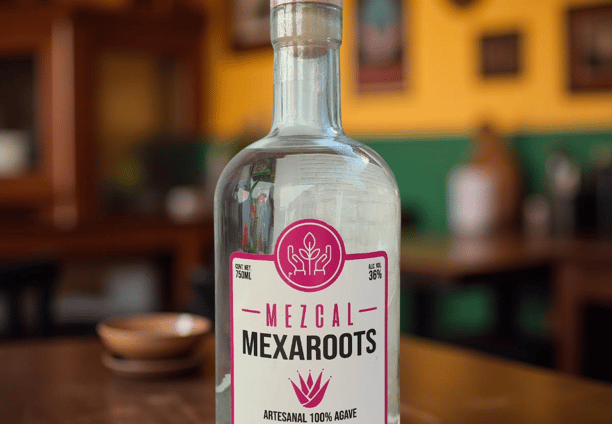 CONT NET
750ML
ALC. VOL.
36%
MEZCAL
MEXAROOTS
ARTESANAL 100% AGAVE